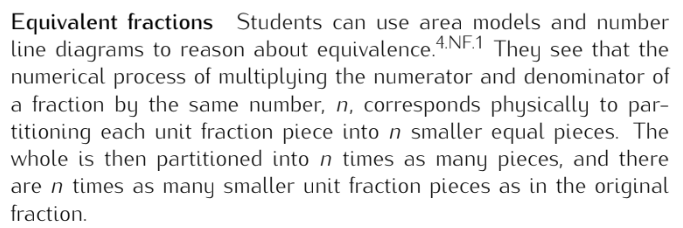 Equivalent fractions Students can use area models and number
line diagrams to reason about equivalence.4.NF.1 They see that the
numerical process of multiplying the numerator and denominator of
a fraction by the same number, n, corresponds physically to par-
titioning each unit fraction piece into n smaller equal pieces. The
whole is then partitioned into n times as many pieces, and there
are n times as many smaller unit fraction pieces as in the original
fraction.